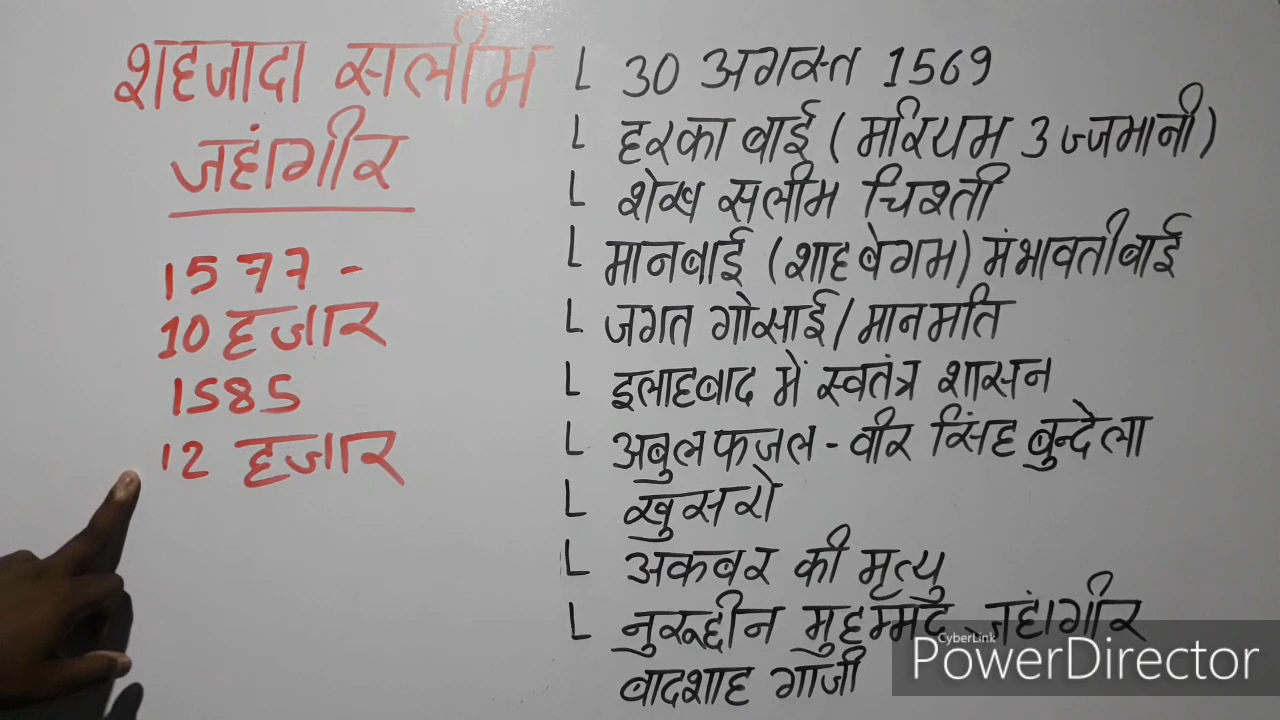 शहजादा सलीम
जहांगीर
1577 -
10 हजार
1585
12 हजार
L 30 अगस्त 1569
L हरका बाई ( मरियम उज्जमानी )
L शेख सलीम चिश्ती
L मानबाई ( शाह बेगम ) मंभावतीबाई
L जगत गोसाई / मानमति
L इलाहबाद में स्वतंत्र शासन
L अबुल फजल - वीर सिंह बुन्देला
L खुसरो
L अकबर की मृत्यु
L नुरूद्दीन मुहम्मद जहांगीर
बादशाह गाजी
CyberLink
PowerDirector